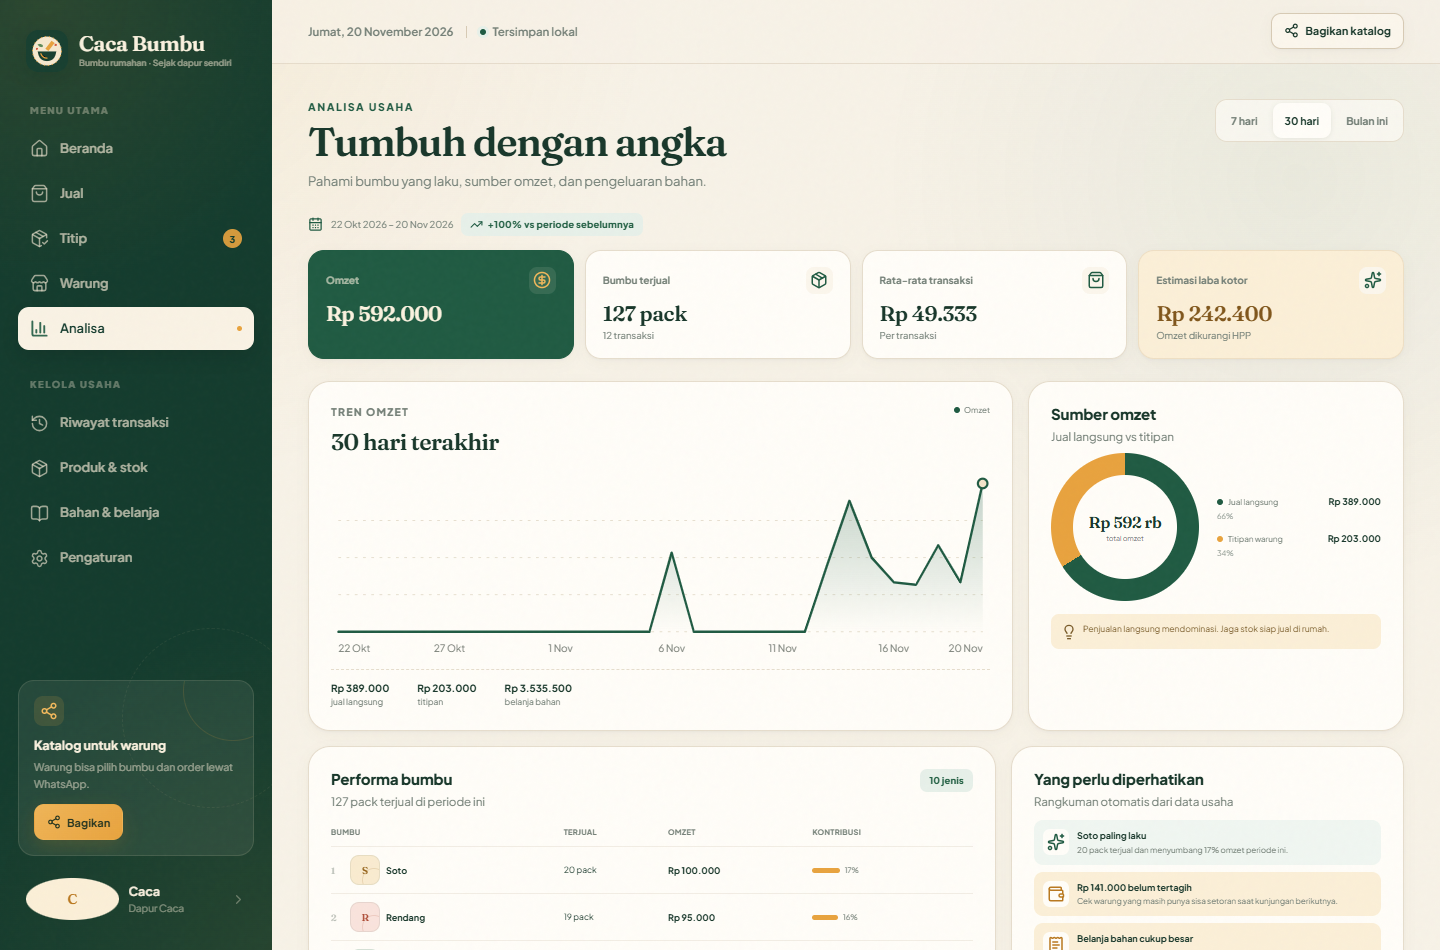 Caca Bumbu
Bumbu rumahan · Sejak dapur sendiri
MENU UTAMA
Beranda
Jual
Titip
3
Warung
Analisa
KELOLA USAHA
Riwayat transaksi
Produk & stok
Bahan & belanja
Pengaturan
Katalog untuk warung
Warung bisa pilih bumbu dan order lewat
WhatsApp.
Bagikan
C
Caca
Dapur Caca
Jumat, 20 November 2026
Tersimpan lokal
Bagikan katalog
ANALISA USAHA
Tumbuh dengan angka
Pahami bumbu yang laku, sumber omzet, dan pengeluaran bahan.
7 hari
30 hari
Bulan ini
22 Okt 2026 – 20 Nov 2026
+100% vs periode sebelumnya
Omzet
Rp 592.000
Bumbu terjual
127 pack
12 transaksi
Rata-rata transaksi
Rp 49.333
Per transaksi
Estimasi laba kotor
Rp 242.400
Omzet dikurangi HPP
TREN OMZET
30 hari terakhir
Omzet
22 Okt
27 Okt
1 Nov
6 Nov
11 Nov
16 Nov
20 Nov
Rp 389.000
jual langsung
Rp 203.000
titipan
Rp 3.535.500
belanja bahan
Sumber omzet
Jual langsung vs titipan
Rp 592 rb
total omzet
Jual langsung
Rp 389.000
66%
Titipan warung
Rp 203.000
34%
Penjualan langsung mendominasi. Jaga stok siap jual di rumah.
Performa bumbu
127 pack terjual di periode ini
10 jenis
BUMBU
TERJUAL
OMZET
KONTRIBUSI
1
S
Soto
20 pack
Rp 100.000
17%
2
R
Rendang
19 pack
Rp 95.000
16%
Yang perlu diperhatikan
Rangkuman otomatis dari data usaha
Soto paling laku
20 pack terjual dan menyumbang 17% omzet periode ini.
Rp 141.000 belum tertagih
Cek warung yang masih punya sisa setoran saat kunjungan berikutnya.
Belanja bahan cukup besar